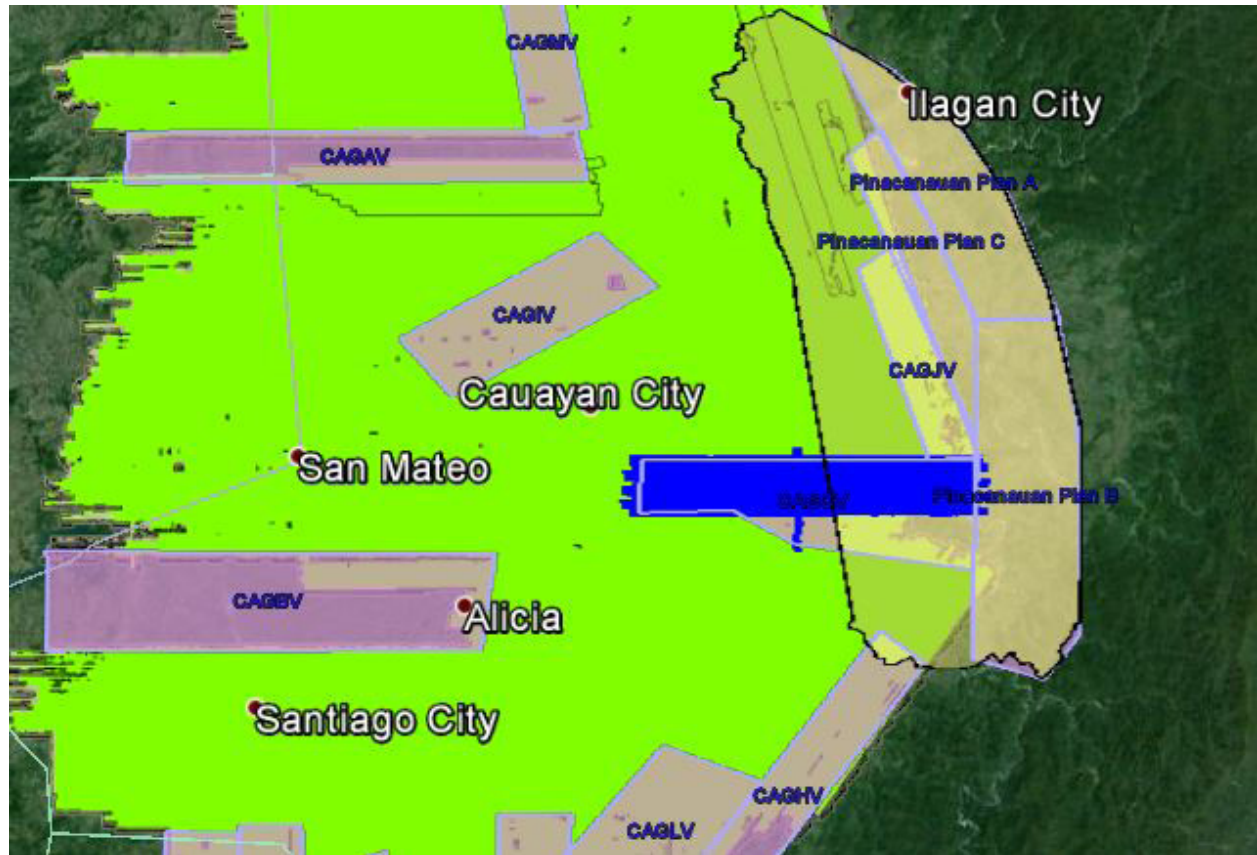 CAGMV
Ilagan City
CAGAV
Pinacanauan Plan A
Pinacanauan Plan C
CAGIV
CAGJV
Cauayan City
San Mateo
Pinacanauan Plan B
CAGBV
Alicia
Santiago City
CAGHV
CAGLV